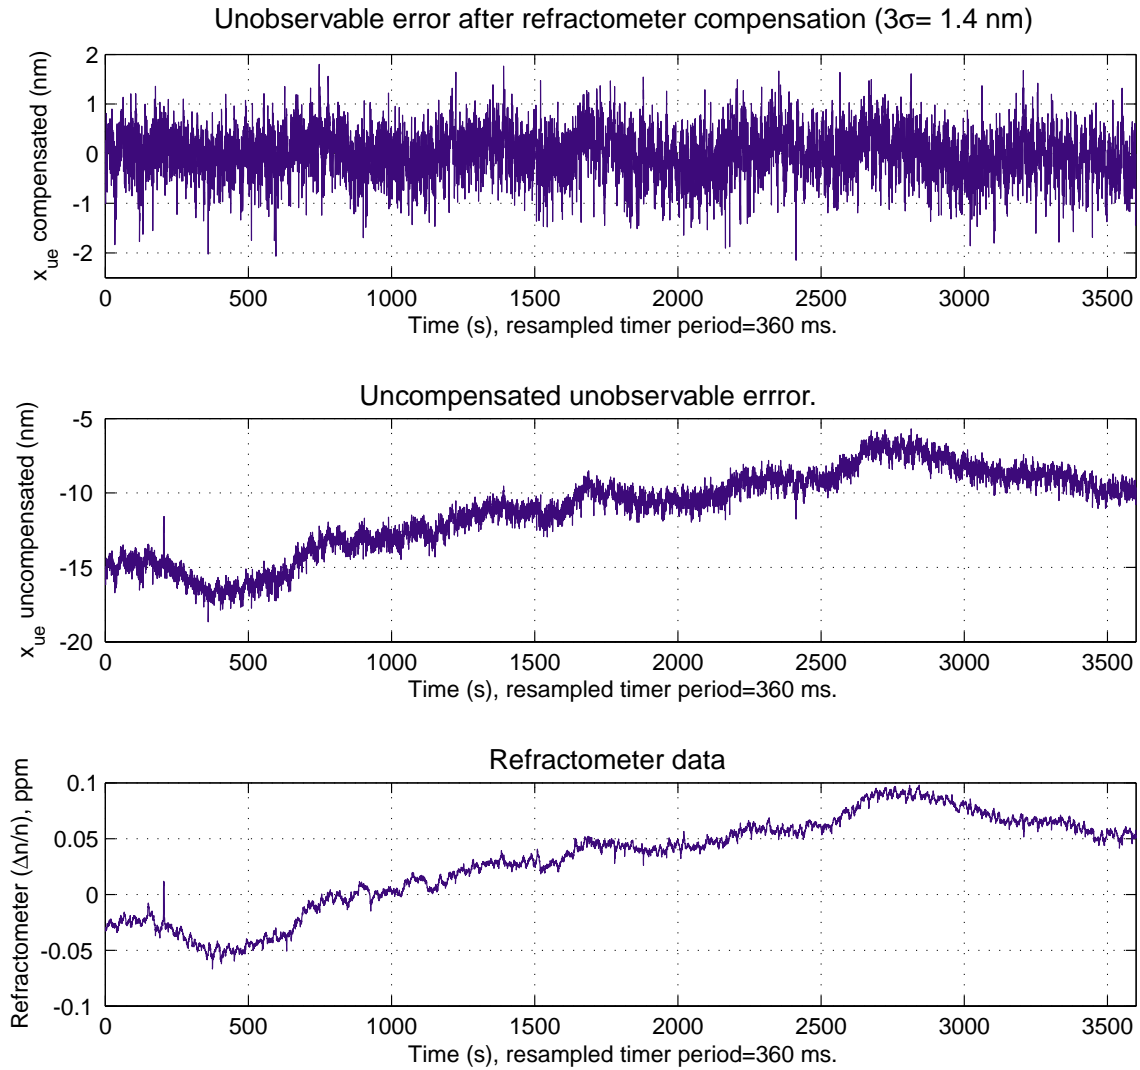 Unobservable error after refractometer compensation (3σ= 1.4 nm)
x_ue compensated (nm)
2
1
0
-1
-2
0 500 1000 1500 2000 2500 3000 3500
Time (s), resampled timer period=360 ms.
Uncompensated unobservable errror.
x_ue uncompensated (nm)
-5
-10
-15
-20
0 500 1000 1500 2000 2500 3000 3500
Time (s), resampled timer period=360 ms.
Refractometer data
Refractometer (Δn/n), ppm
0.1
0.05
0
-0.05
-0.1
0 500 1000 1500 2000 2500 3000 3500
Time (s), resampled timer period=360 ms.